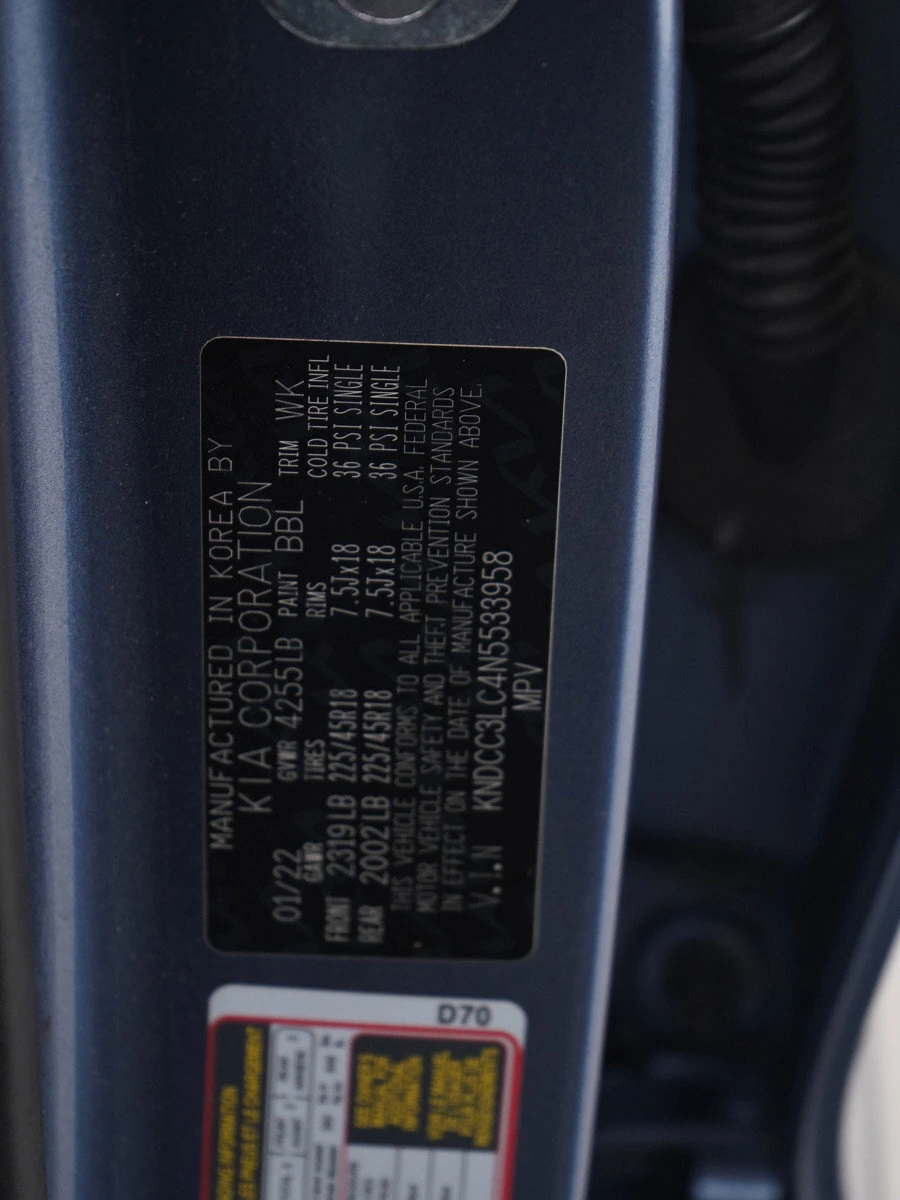 MANUFACTURED IN KOREA BY
KIA CORPORATION
01/22 GVWR 4255LB PAINT BBL TRIM WK
GAWR TIRES RIMS COLD TIRE INFL
FRONT 2319LB 225/45R18 7.5Jx18 36 PSI SINGLE
REAR 2002LB 225/45R18 7.5Jx18 36 PSI SINGLE
THIS VEHICLE CONFORMS TO ALL APPLICABLE U.S.A. FEDERAL
MOTOR VEHICLE SAFETY AND THEFT PREVENTION STANDARDS
IN EFFECT ON THE DATE OF MANUFACTURE SHOWN ABOVE.
V.I.N KNDCC3LC4N5533958
MPV
D70